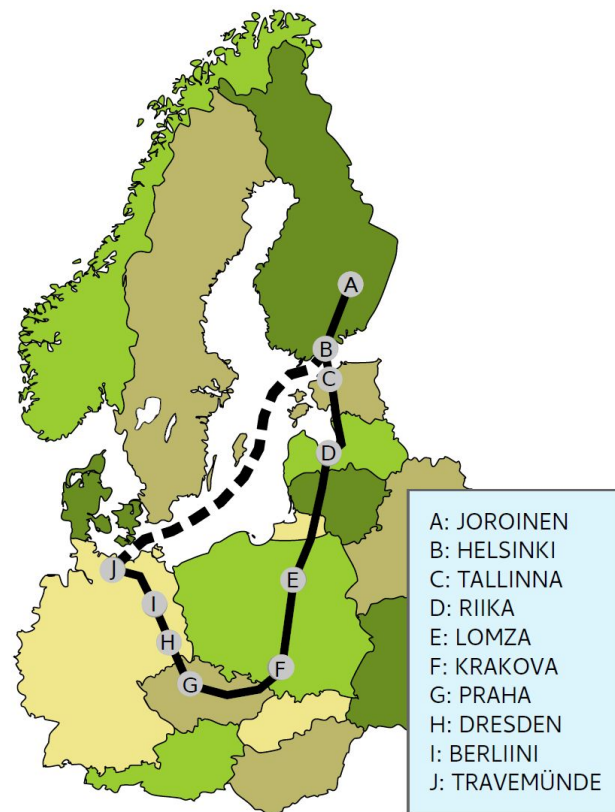 A
B
C
D
E
F
G
H
I
J
A: JOROINEN
B: HELSINKI
C: TALLINNA
D: RIIKA
E: LOMZA
F: KRAKOVA
G: PRAHA
H: DRESDEN
I: BERLIINI
J: TRAVEMÜNDE